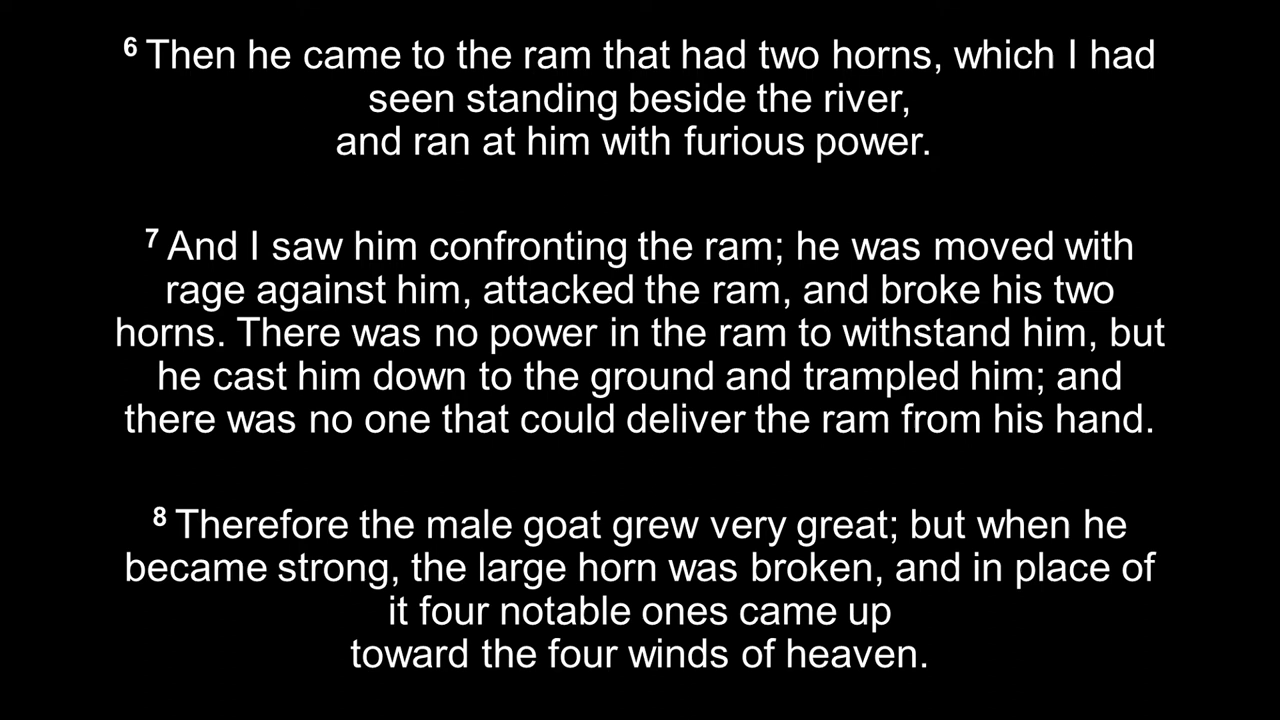 6 Then he came to the ram that had two horns, which I had
seen standing beside the river,
and ran at him with furious power.
7 And I saw him confronting the ram; he was moved with
rage against him, attacked the ram, and broke his two
horns. There was no power in the ram to withstand him, but
he cast him down to the ground and trampled him; and
there was no one that could deliver the ram from his hand.
8 Therefore the male goat grew very great; but when he
became strong, the large horn was broken, and in place of
it four notable ones came up
toward the four winds of heaven.